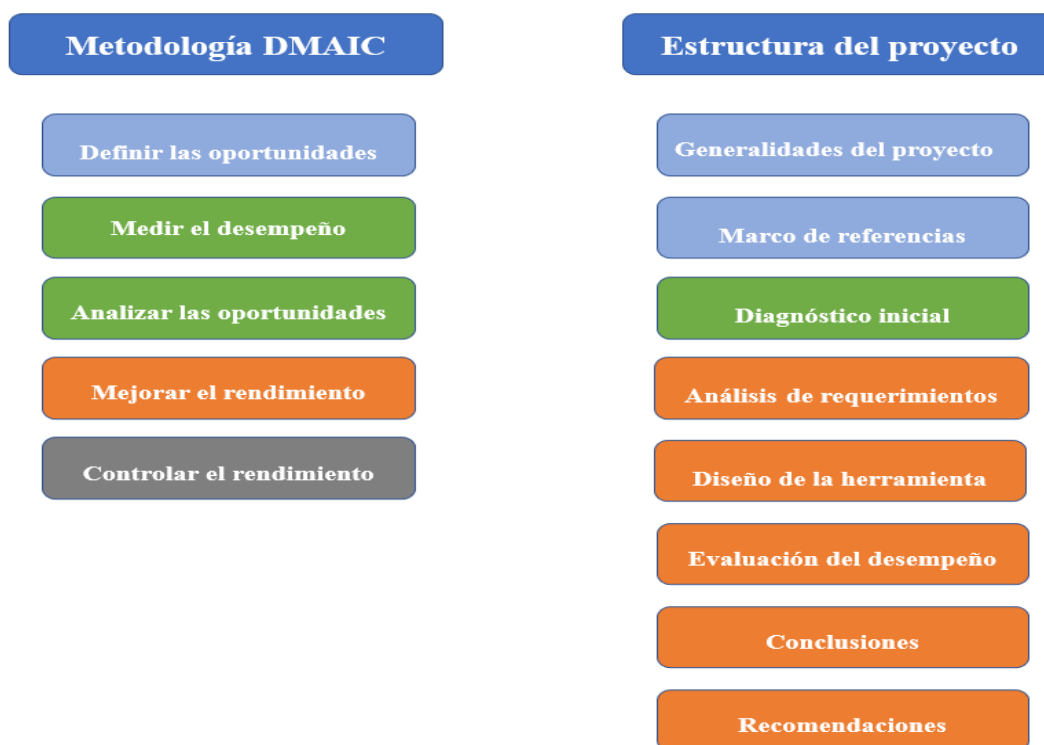 Metodología DMAIC
Definir las oportunidades
Medir el desempeño
Analizar las oportunidades
Mejorar el rendimiento
Controlar el rendimiento
Estructura del proyecto
Generalidades del proyecto
Marco de referencias
Diagnóstico inicial
Análisis de requerimientos
Diseño de la herramienta
Evaluación del desempeño
Conclusiones
Recomendaciones